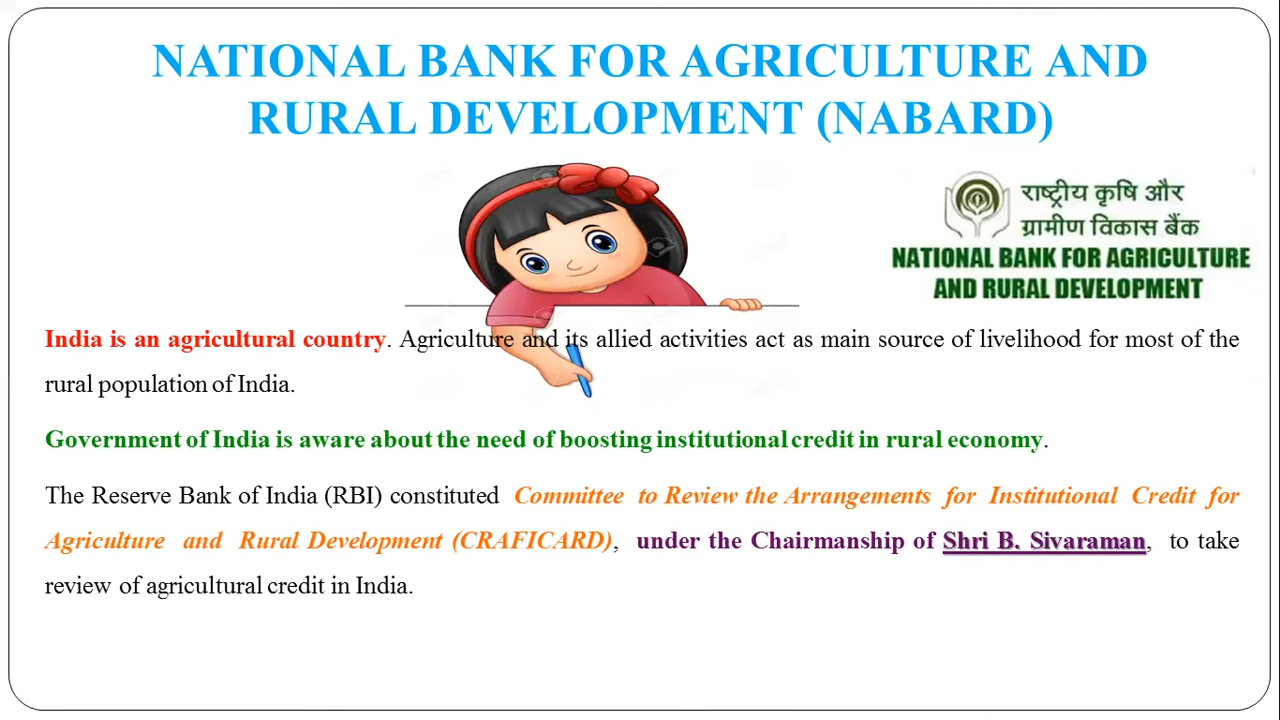 NATIONAL BANK FOR AGRICULTURE AND
RURAL DEVELOPMENT (NABARD)
राष्ट्रीय कृषि और
ग्रामीण विकास बैंक
NATIONAL BANK FOR AGRICULTURE
AND RURAL DEVELOPMENT
India is an agricultural country. Agriculture and its allied activities act as main source of livelihood for most of the
rural population of India.
Government of India is aware about the need of boosting institutional credit in rural economy.
The Reserve Bank of India (RBI) constituted Committee to Review the Arrangements for Institutional Credit for
Agriculture and Rural Development (CRAFICARD), under the Chairmanship of Shri B. Sivaraman, to take
review of agricultural credit in India.